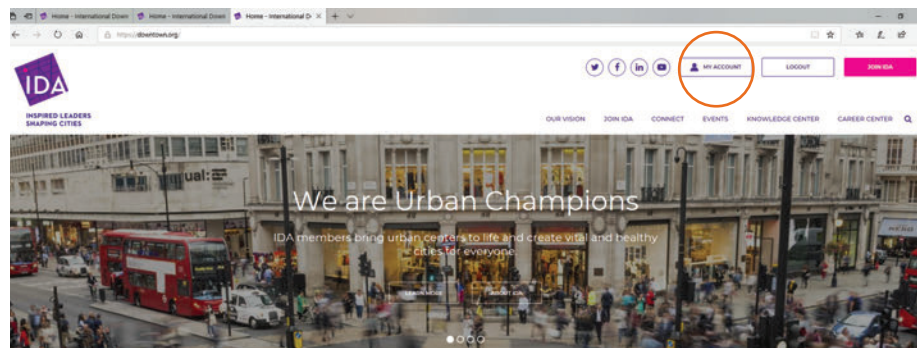 Home - International Down
Home - International Down
Home - International D
https://downtown.org/
IDA
INSPIRED LEADERS
SHAPING CITIES
MY ACCOUNT
LOGOUT
JOIN IDA
OUR VISION JOIN IDA CONNECT EVENTS KNOWLEDGE CENTER CAREER CENTER
ual:
We are Urban Champions
IDA members bring urban centers to life and create vital and healthy
cities for everyone.
LEARN MORE
ABOUT IDA